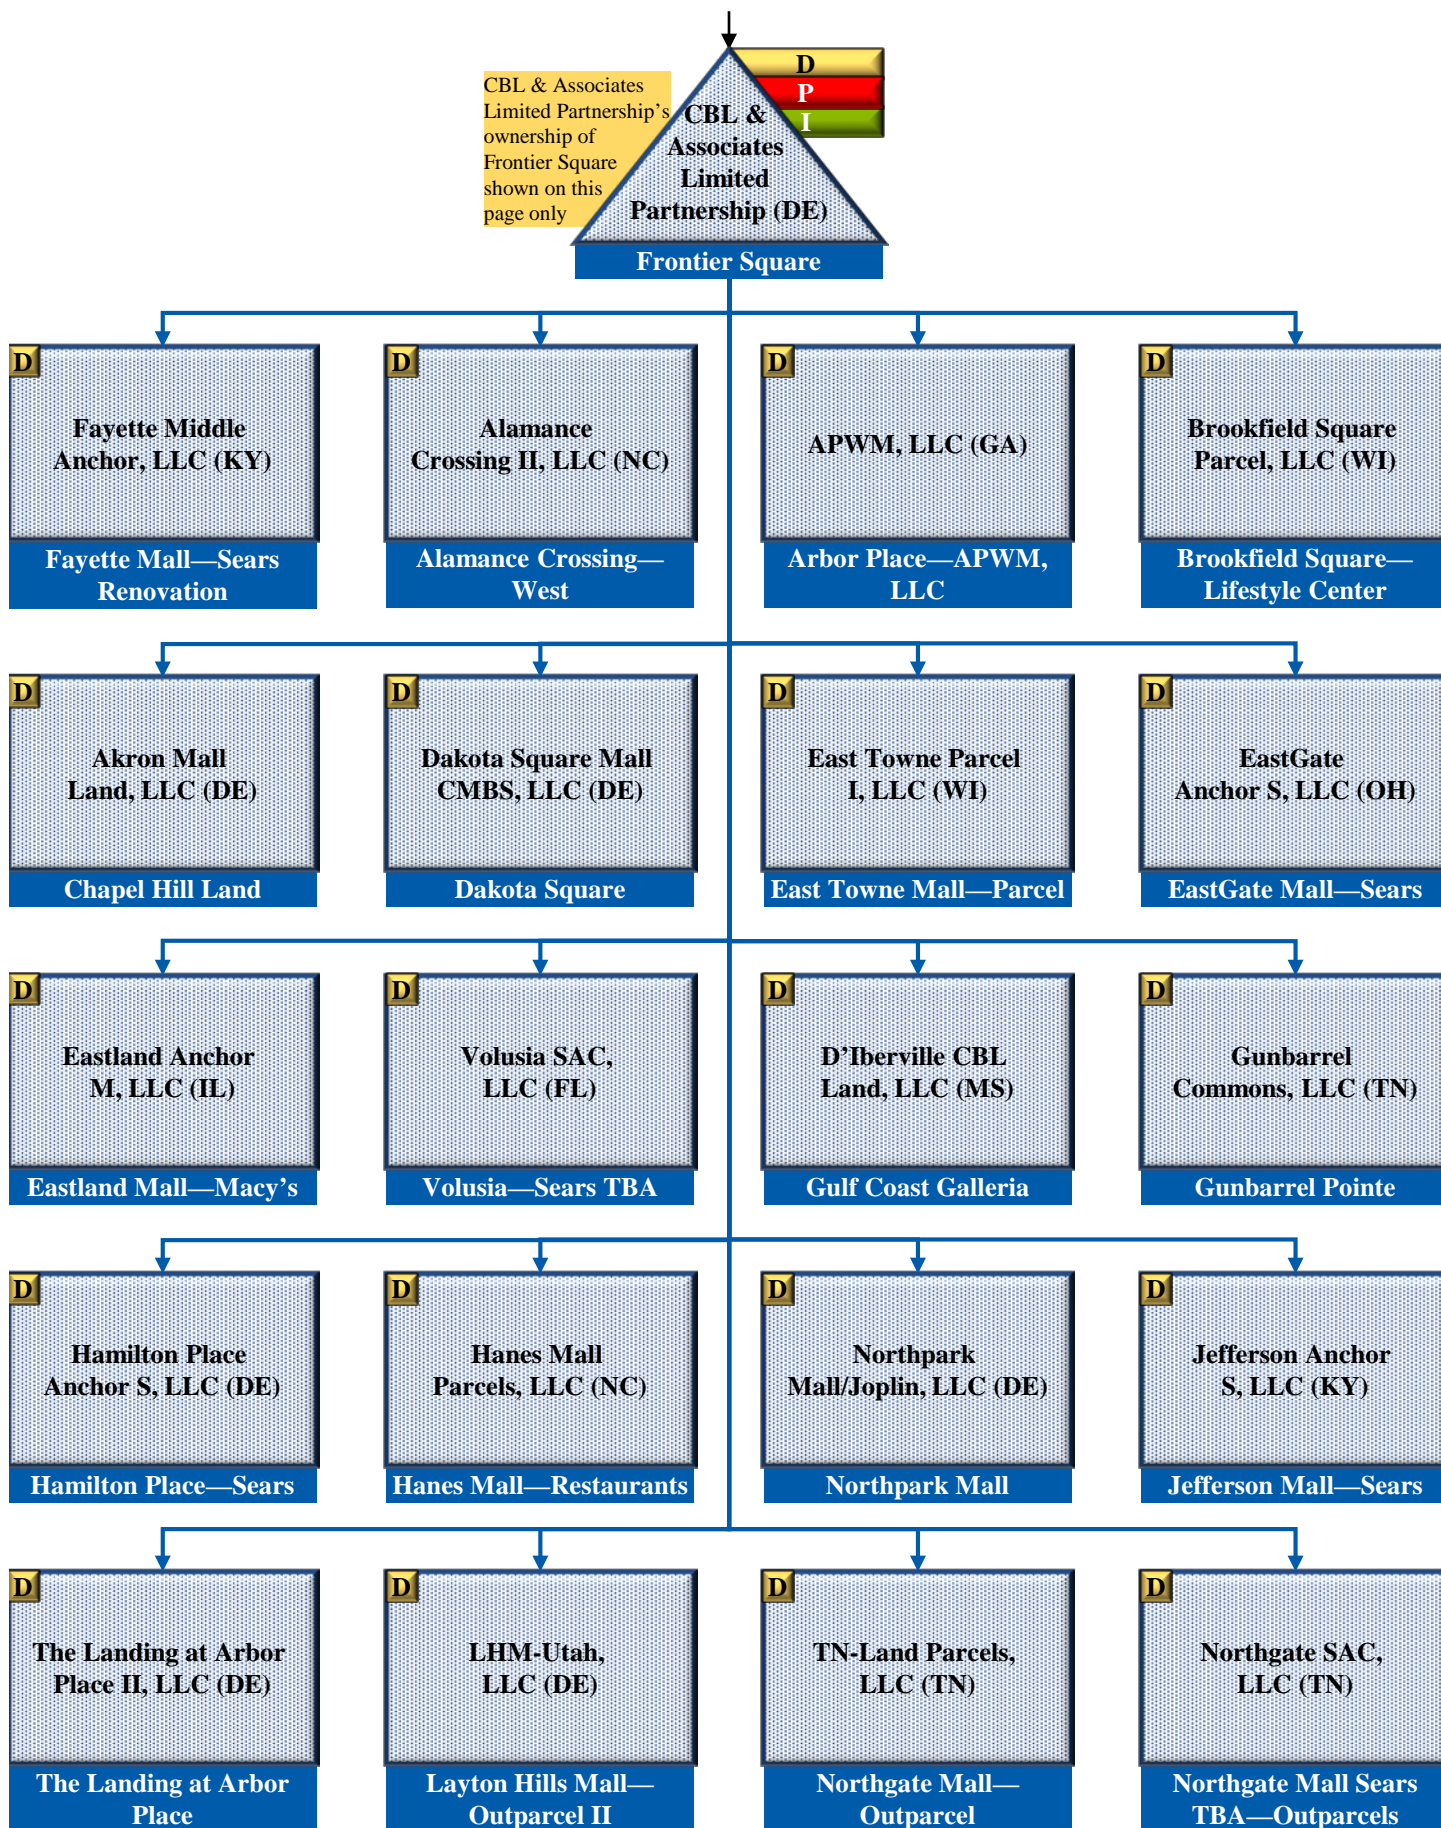 D
P
I
CBL & Associates
Limited Partnership's
ownership of
Frontier Square
shown on this
page only
CBL &
Associates
Limited
Partnership (DE)
Frontier Square
D
Fayette Middle
Anchor, LLC (KY)
Fayette Mall—Sears
Renovation
D
Alamance
Crossing II, LLC (NC)
Alamance Crossing—
West
D
APWM, LLC (GA)
Arbor Place—APWM,
LLC
D
Brookfield Square
Parcel, LLC (WI)
Brookfield Square—
Lifestyle Center
D
Akron Mall
Land, LLC (DE)
Chapel Hill Land
D
Dakota Square Mall
CMBS, LLC (DE)
Dakota Square
D
East Towne Parcel
I, LLC (WI)
East Towne Mall—Parcel
D
EastGate
Anchor S, LLC (OH)
EastGate Mall—Sears
D
Eastland Anchor
M, LLC (IL)
Eastland Mall—Macy's
D
Volusia SAC,
LLC (FL)
Volusia—Sears TBA
D
D'Iberville CBL
Land, LLC (MS)
Gulf Coast Galleria
D
Gunbarrel
Commons, LLC (TN)
Gunbarrel Pointe
D
Hamilton Place
Anchor S, LLC (DE)
Hamilton Place—Sears
D
Hanes Mall
Parcels, LLC (NC)
Hanes Mall—Restaurants
D
Northpark
Mall/Joplin, LLC (DE)
Northpark Mall
D
Jefferson Anchor
S, LLC (KY)
Jefferson Mall—Sears
D
The Landing at Arbor
Place II, LLC (DE)
The Landing at Arbor
Place
D
LHM-Utah,
LLC (DE)
Layton Hills Mall—
Outparcel II
D
TN-Land Parcels,
LLC (TN)
Northgate Mall—
Outparcel
D
Northgate SAC,
LLC (TN)
Northgate Mall Sears
TBA—Outparcels